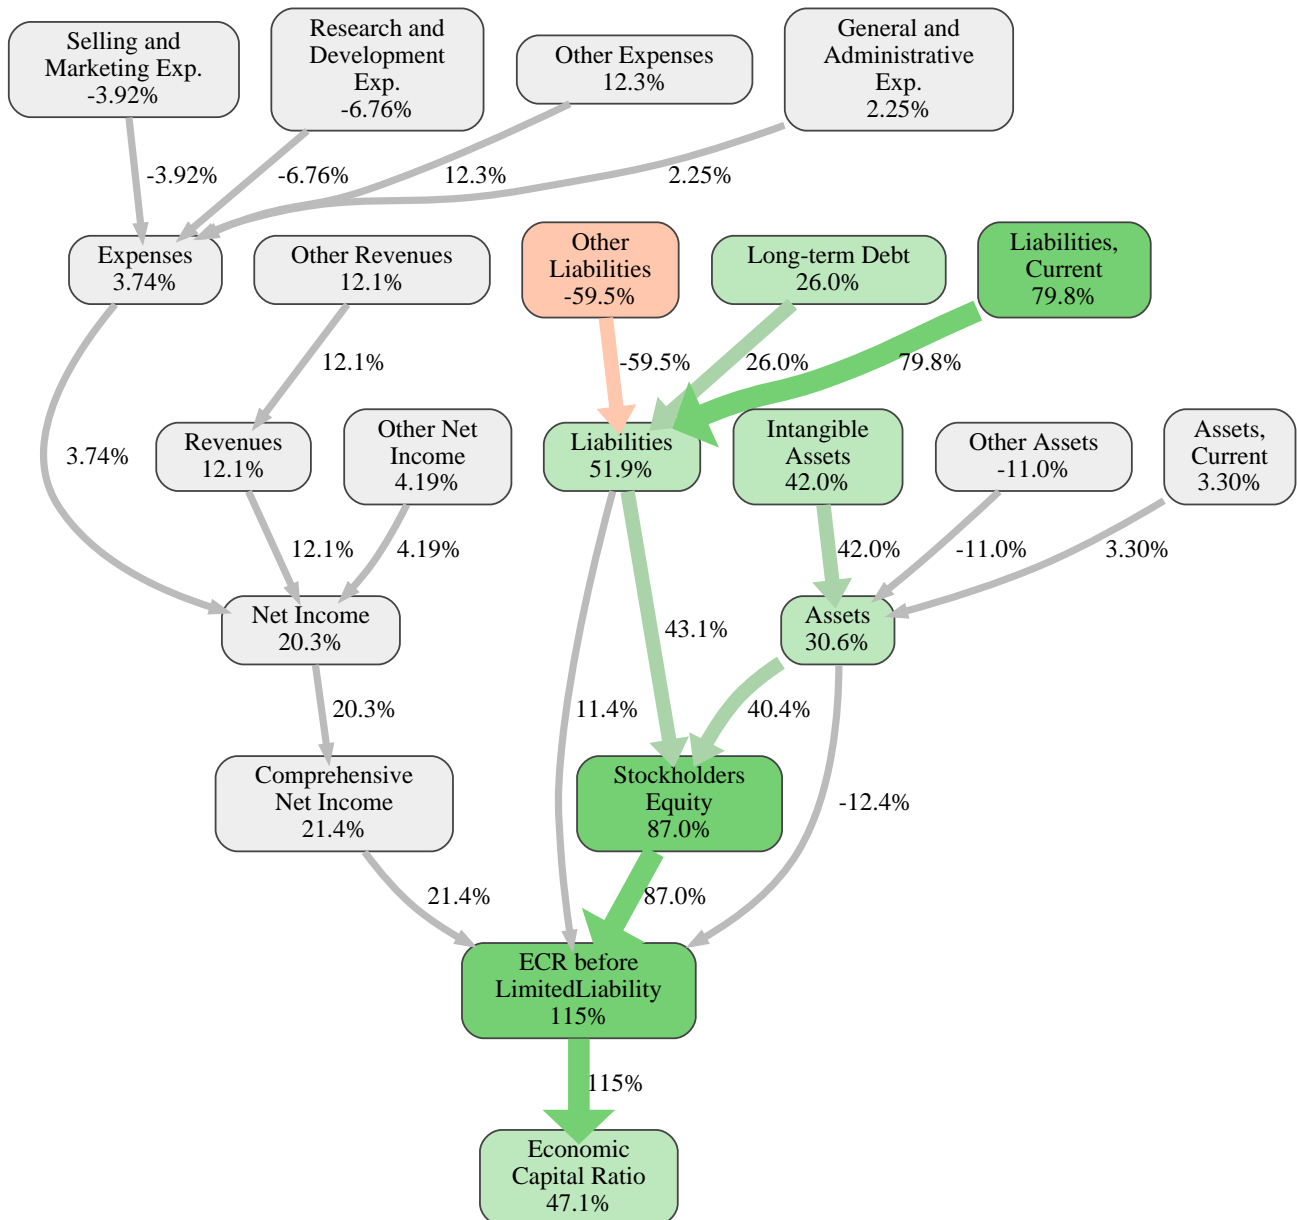 Selling and
Marketing Exp.
-3.92%
Research and
Development
Exp.
-6.76%
Other Expenses
12.3%
General and
Administrative
Exp.
2.25%
-3.92%
-6.76%
12.3%
2.25%
Expenses
3.74%
Other Revenues
12.1%
Other
Liabilities
-59.5%
Long-term Debt
26.0%
Liabilities,
Current
79.8%
12.1%
-59.5%
26.0%
79.8%
3.74%
Revenues
12.1%
Other Net
Income
4.19%
Liabilities
51.9%
Intangible
Assets
42.0%
Other Assets
-11.0%
Assets,
Current
3.30%
12.1%
4.19%
42.0%
-11.0%
3.30%
Net Income
20.3%
43.1%
Assets
30.6%
20.3%
11.4%
40.4%
-12.4%
Comprehensive
Net Income
21.4%
Stockholders
Equity
87.0%
21.4%
87.0%
ECR before
LimitedLiability
115%
115%
Economic
Capital Ratio
47.1%